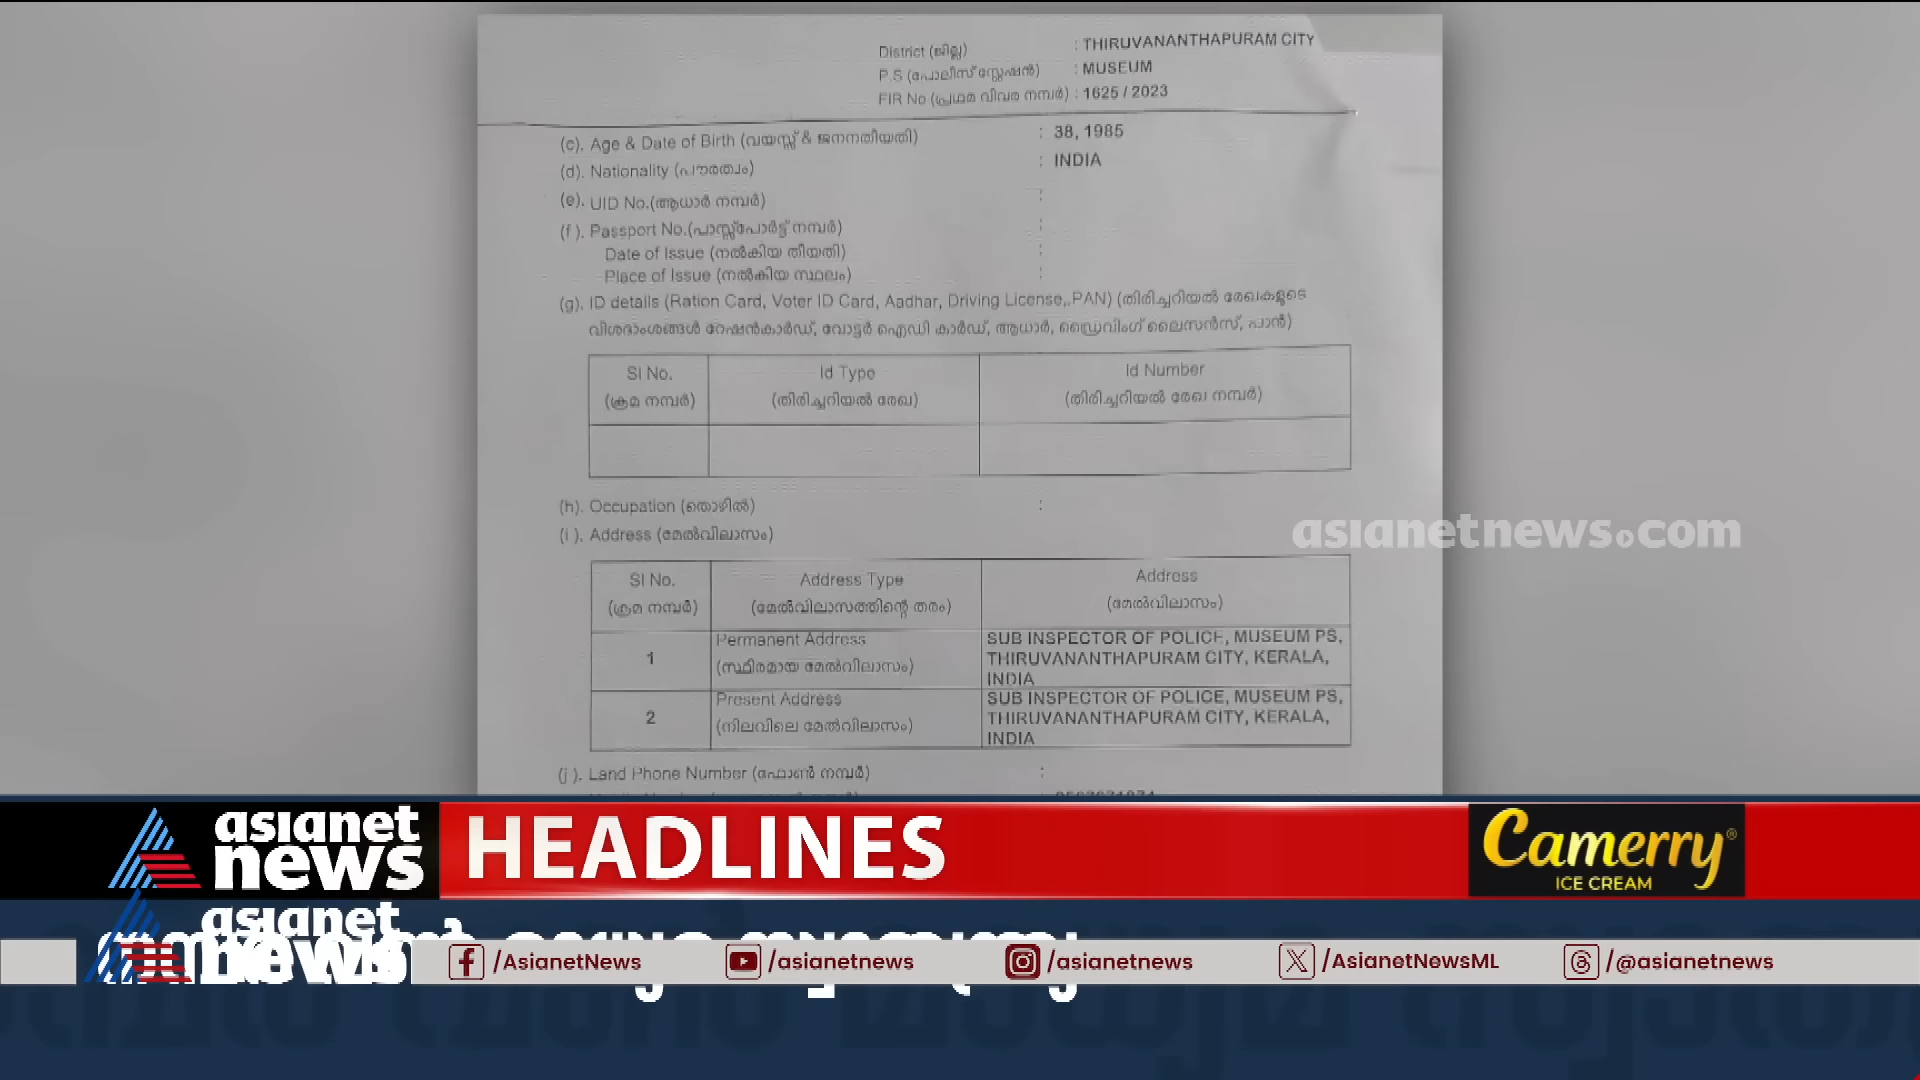 District (ജില്ല) : THIRUVANANTHAPURAM CITY
P.S (പോലീസ് സ്റ്റേഷൻ) : MUSEUM
FIR No (പ്രഥമ വിവര നമ്പർ) : 1625 / 2023
(c). Age & Date of Birth (വയസ്സ് & ജനനതീയതി) : 38, 1985
(d). Nationality (പൗരത്വം) : INDIA
(e). UID No.(ആധാർ നമ്പർ) :
(f ). Passport No.(പാസ്സ്പോർട്ട് നമ്പർ) :
Date of Issue (നൽകിയ തീയതി) :
Place of Issue (നൽകിയ സ്ഥലം) :
(g). ID details (Ration Card, Voter ID Card, Aadhar, Driving License, PAN) (തിരിച്ചറിയൽ രേഖകളുടെ
വിശദാംശങ്ങൾ റേഷൻകാർഡ്, വോട്ടർ ഐഡി കാർഡ്, ആധാർ, ഡ്രൈവിംഗ് ലൈസൻസ്, പാൻ)
Sl No. Id Type Id Number
(ക്രമ നമ്പർ) (തിരിച്ചറിയൽ രേഖ) (തിരിച്ചറിയൽ രേഖ നമ്പർ)
(h). Occupation (തൊഴിൽ) :
(i ). Address (മേൽവിലാസം)
asianetnews.com
Sl No. Address Type Address
(ക്രമ നമ്പർ) (മേൽവിലാസത്തിന്റെ തരം) (മേൽവിലാസം)
1 Permanent Address (സ്ഥിരമായ മേൽവിലാസം)
SUB INSPECTOR OF POLICE, MUSEUM PS,
THIRUVANANTHAPURAM CITY, KERALA,
INDIA
2 Present Address (നിലവിലെ മേൽവിലാസം)
SUB INSPECTOR OF POLICE, MUSEUM PS,
THIRUVANANTHAPURAM CITY, KERALA,
INDIA
(j ). Land Phone Number (ഫോൺ നമ്പർ) :
asianet
news
HEADLINES
Camerry®
ICE CREAM
asianet
news
/AsianetNews /asianetnews /asianetnews /AsianetNewsML /@asianetnews